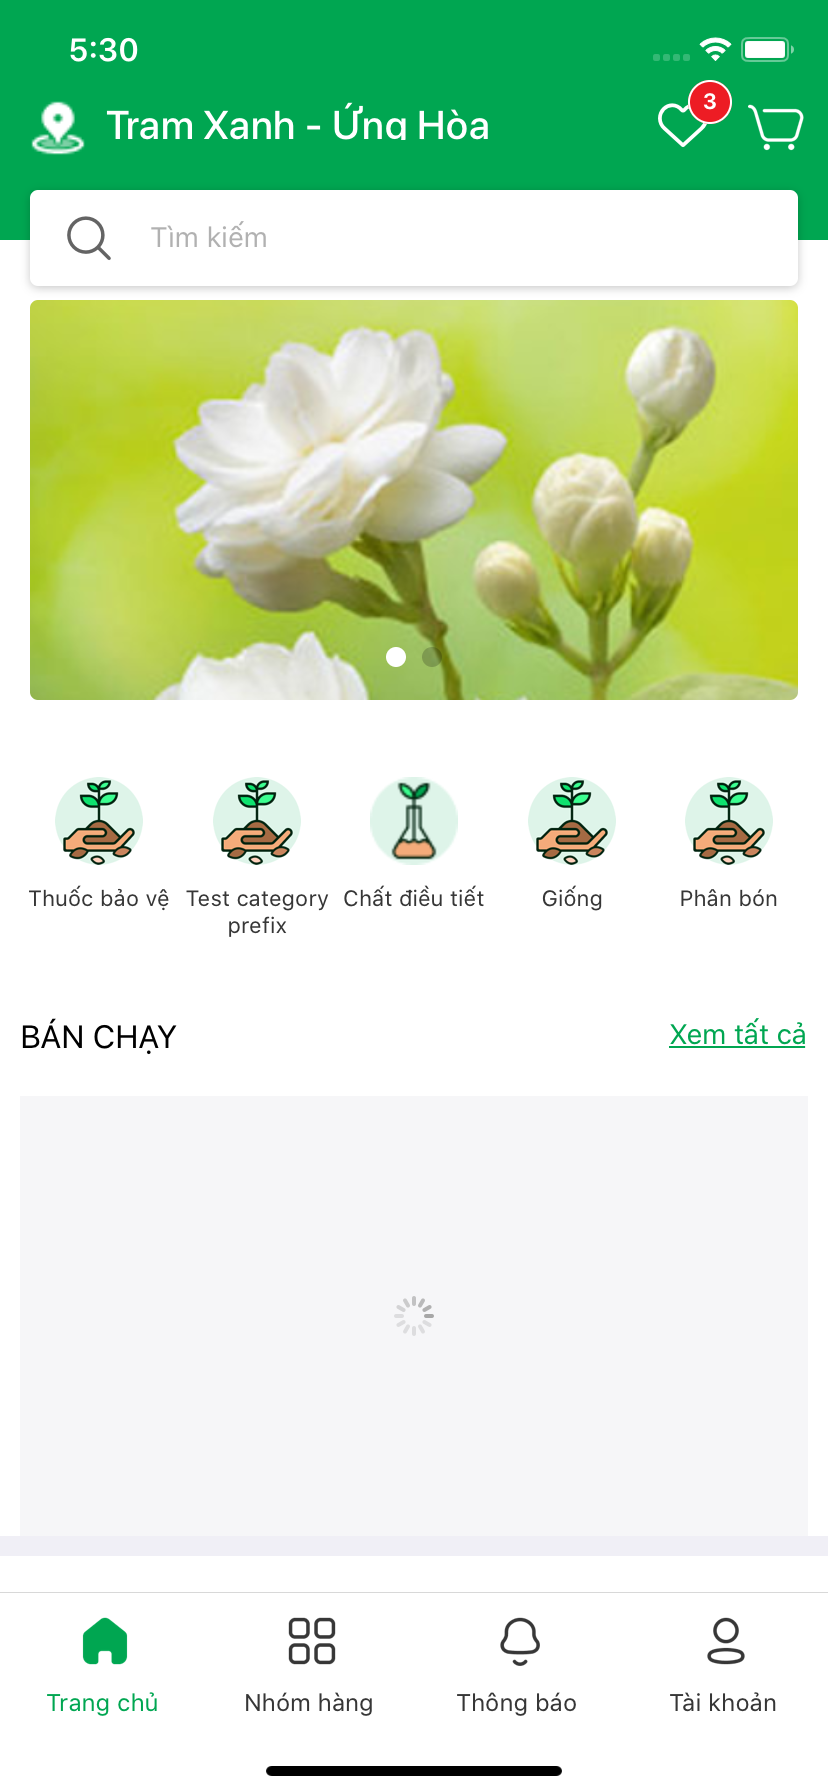 5:30
Tram Xanh - Ứng Hòa
3
Tìm kiếm
Thuốc bảo vệ
Test category
prefix
Chất điều tiết
Giống
Phân bón
BÁN CHẠY
Xem tất cả
Trang chủ
Nhóm hàng
Thông báo
Tài khoản